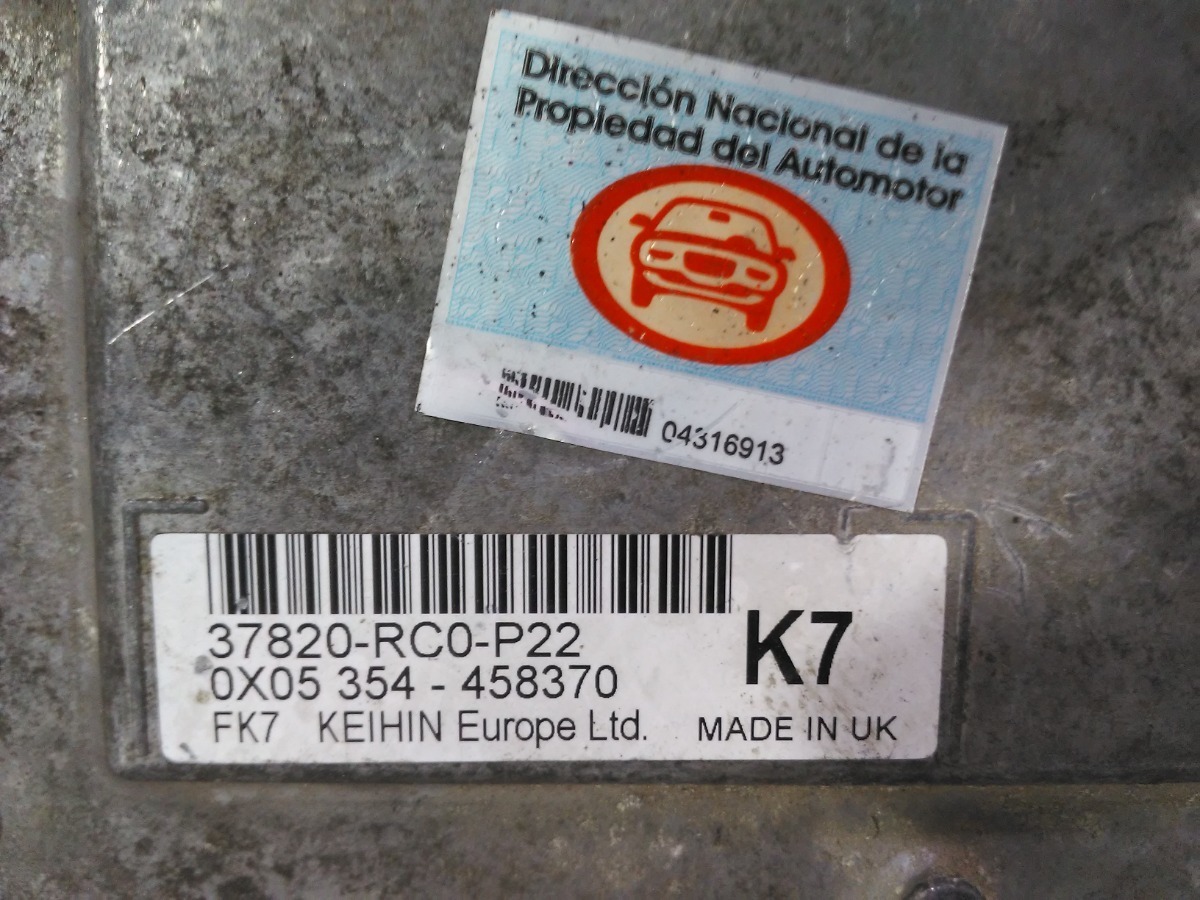 Dirección Nacional de la
Propiedad del Automotor
04316913
37820-RC0-P22
K7
0X05 354 - 458370
FK7 KEIHIN Europe Ltd. MADE IN UK